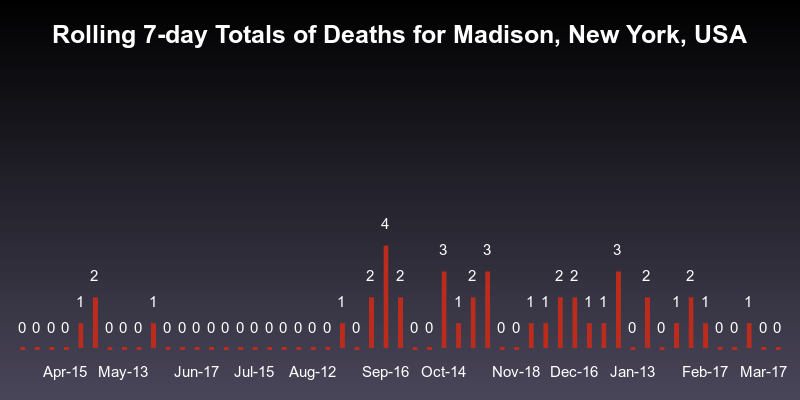 Rolling 7-day Totals of Deaths for Madison, New York, USA
4
3 3 3
2 2 2 2 2 2 2 2
1 1 1 1 1 1 1 1 1 1 1
0 0 0 0 0 0 0 0 0 0 0 0 0 0 0 0 0 0 0 0 0 0 0 0 0 0 0 0 0 0
Apr-15 May-13 Jun-17 Jul-15 Aug-12 Sep-16 Oct-14 Nov-18 Dec-16 Jan-13 Feb-17 Mar-17